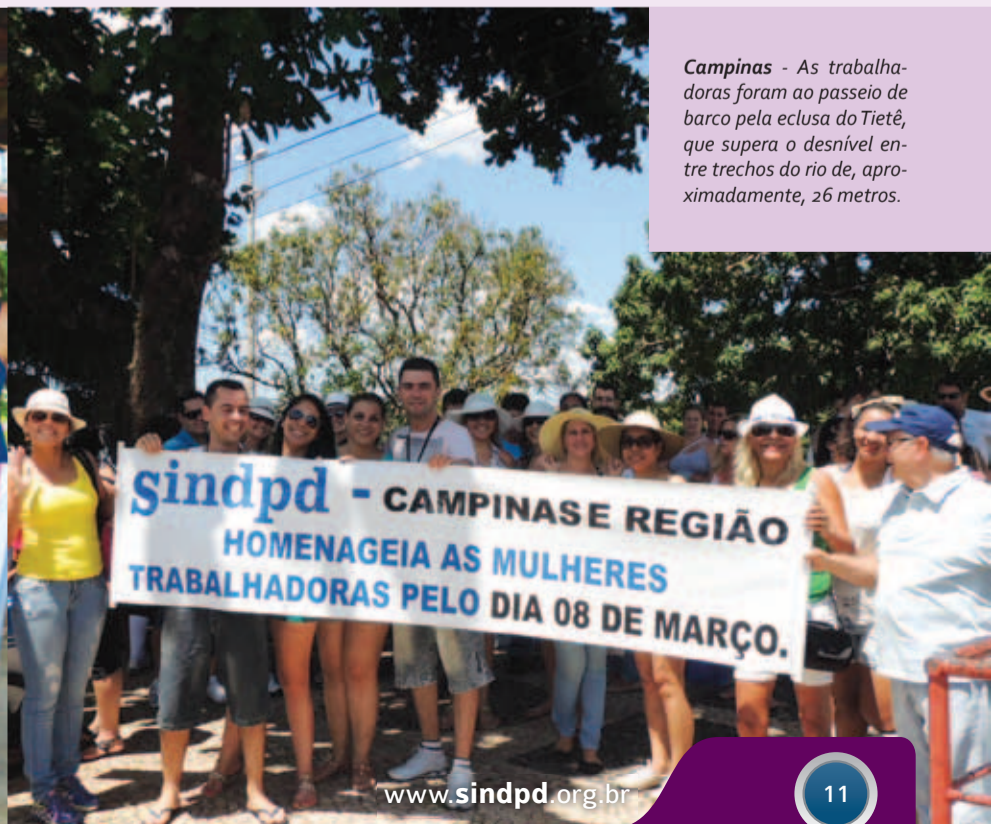 Campinas - As trabalha-
doras foram ao passeio de
barco pela eclusa do Tietê,
que supera o desnível en-
tre trechos do rio de, apro-
ximadamente, 26 metros.
sindpd - CAMPINAS E REGIÃO
HOMENAGEIA AS MULHERES
TRABALHADORAS PELO DIA 08 DE MARÇO.
www.sindpd.org.br
11